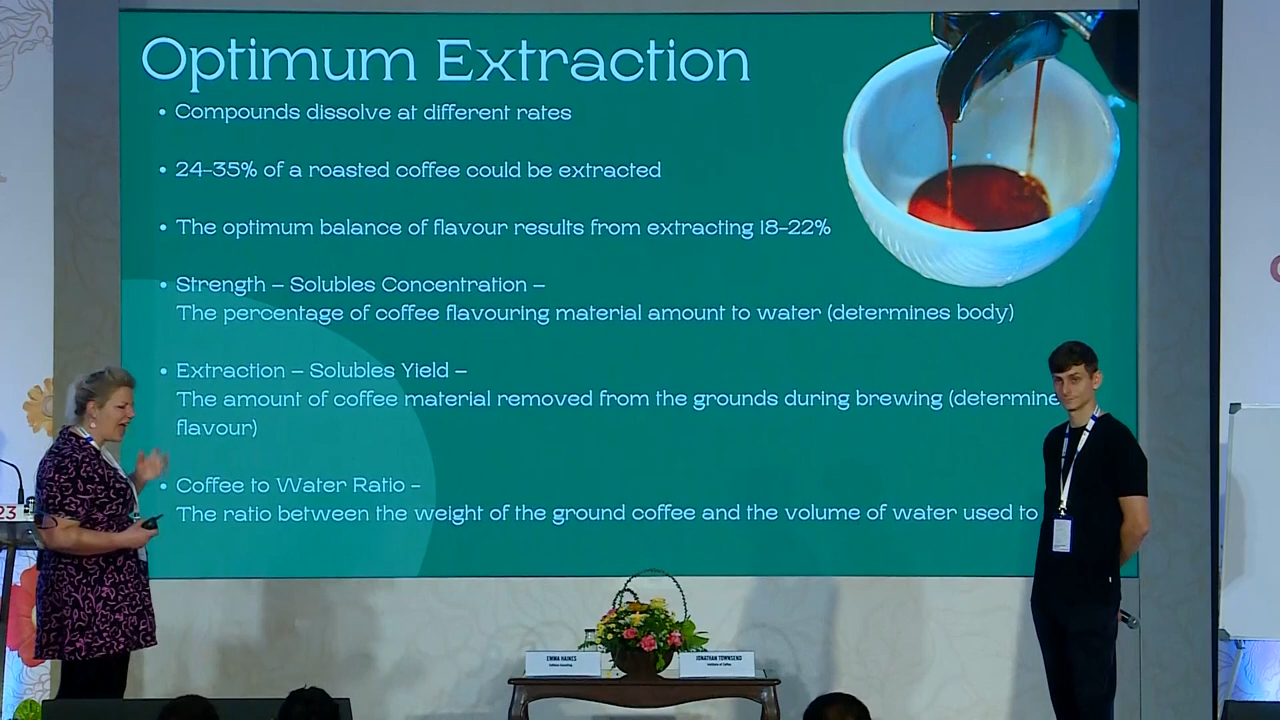 Optimum Extraction
• Compounds dissolve at different rates
• 24-35% of a roasted coffee could be extracted
• The optimum balance of flavour results from extracting 18-22%
• Strength – Solubles Concentration –
The percentage of coffee flavouring material amount to water (determines body)
• Extraction – Solubles Yield –
The amount of coffee material removed from the grounds during brewing (determine
flavour)
• Coffee to Water Ratio -
The ratio between the weight of the ground coffee and the volume of water used to
23
EMMA HAINES
JONATHAN TOWNSEND
Institute of Coffee